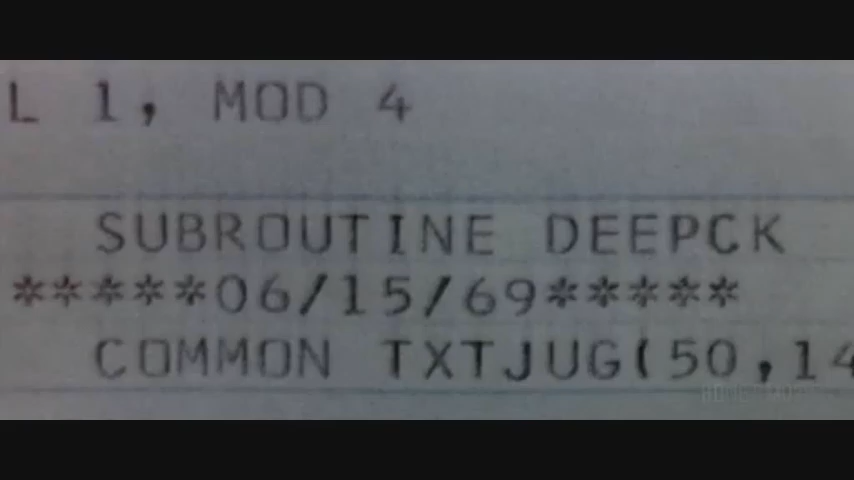 L 1, MOD 4
SUBROUTINE DEEPCK
*****06/15/69*****
COMMON TXTJUG(50,14